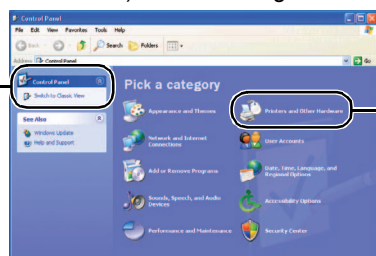 Control Panel
File Edit View Favorites Tools Help
Back Search Folders
Address Control Panel Go
Control Panel
Switch to Classic View
See Also
Windows Update
Help and Support
Pick a category
Appearance and Themes
Printers and Other Hardware
Network and Internet
Connections
User Accounts
Add or Remove Programs
Date, Time, Language, and
Regional Options
Sounds, Speech, and Audio
Devices
Accessibility Options
Performance and Maintenance
Security Center